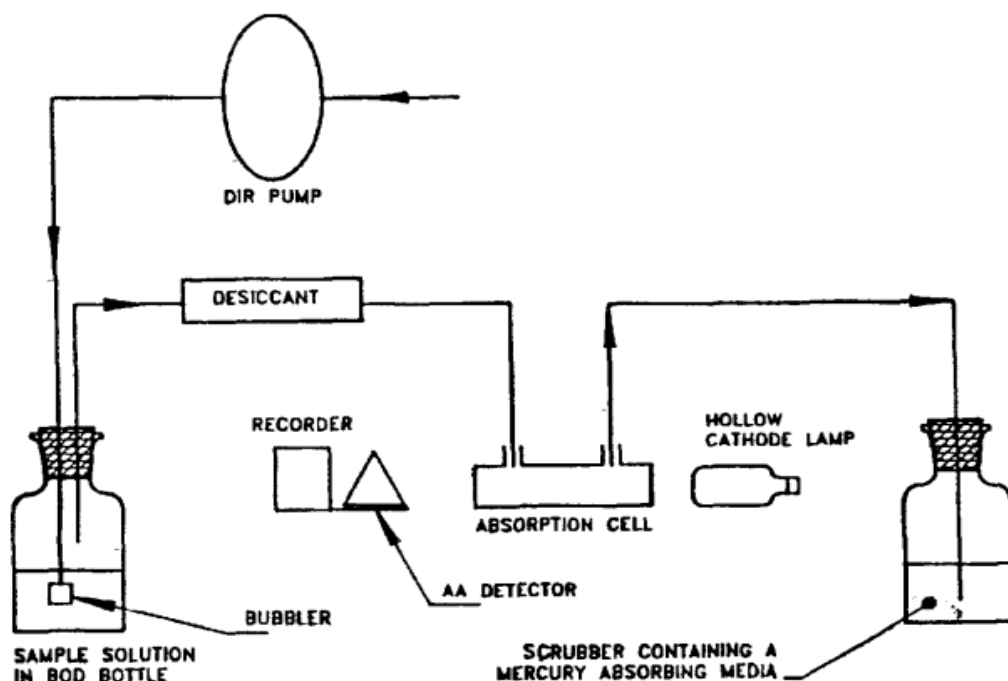 DIR PUMP
DESICCANT
RECORDER
HOLLOW
CATHODE LAMP
ABSORPTION CELL
AA DETECTOR
BUBBLER
SAMPLE SOLUTION
IN BOD BOTTLE
SCRUBBER CONTAINING A
MERCURY ABSORBING MEDIA